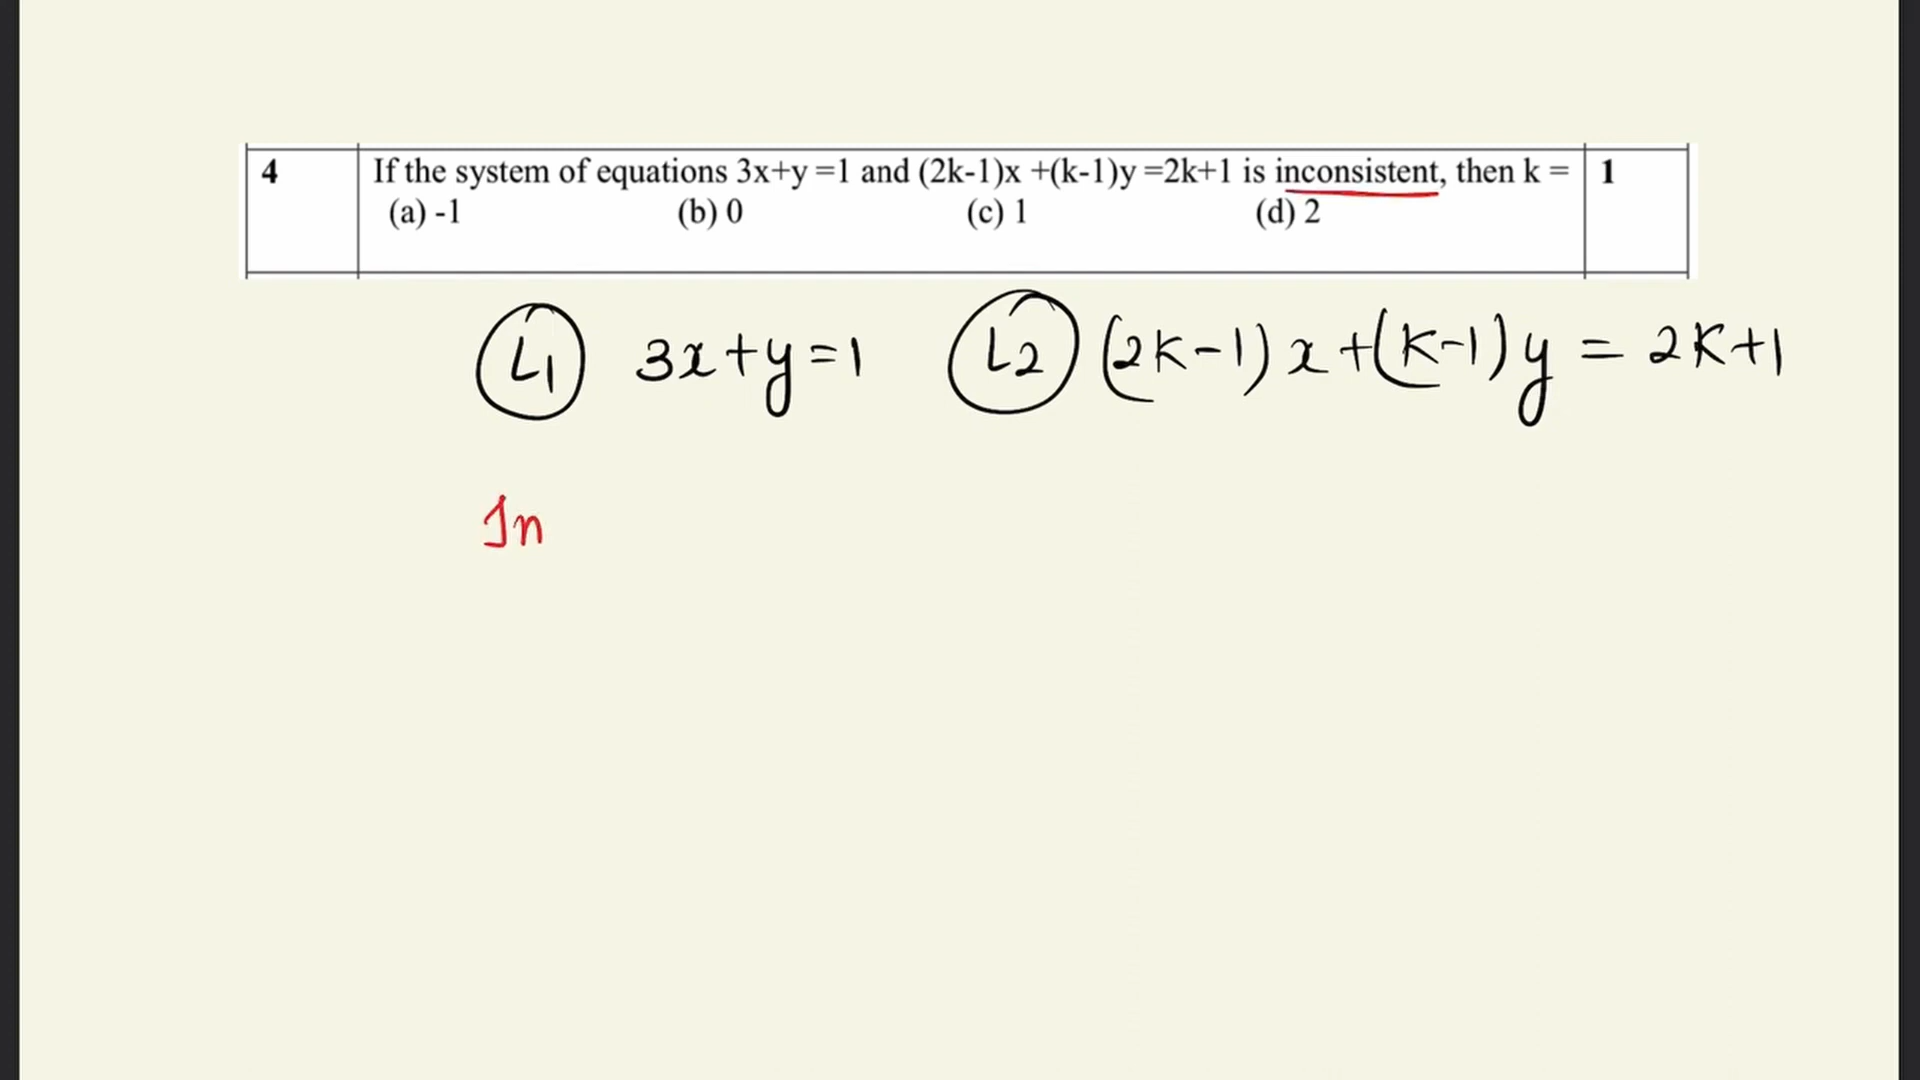 4 If the system of equations 3x+y =1 and (2k-1)x +(k-1)y =2k+1 is inconsistent, then k = 1
(a) -1 (b) 0 (c) 1 (d) 2
L1 3x+y=1 L2 (2k-1)x+(k-1)y = 2k+1
In